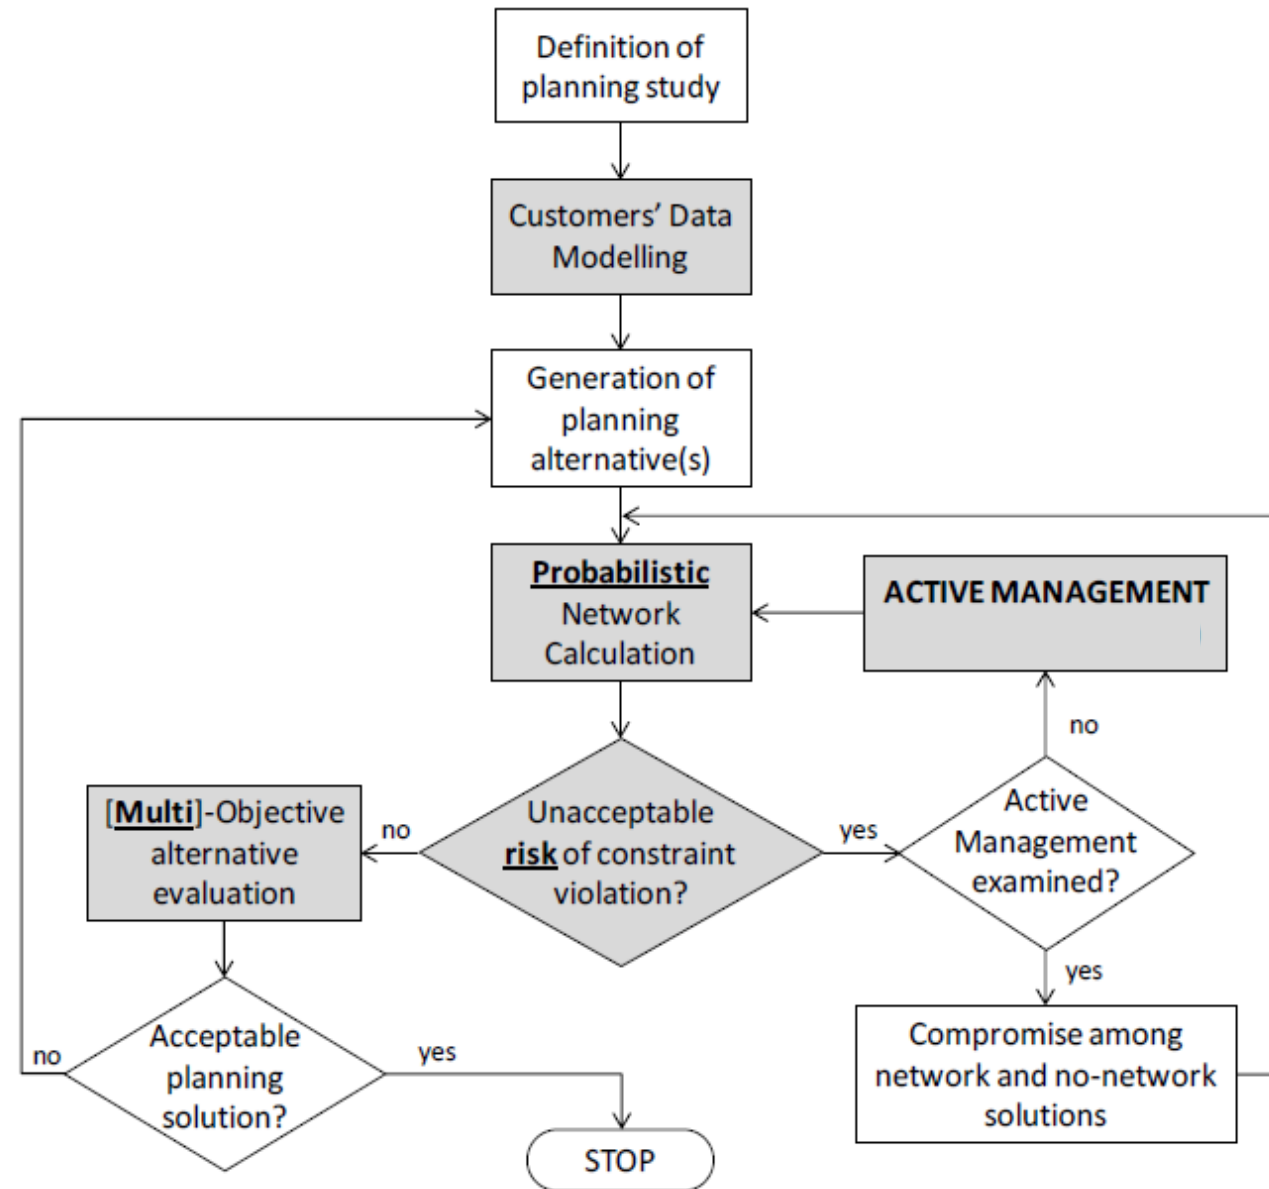 Definition of
planning study
Customers’ Data
Modelling
Generation of
planning
alternative(s)
Probabilistic
Network
Calculation
ACTIVE MANAGEMENT
no
[Multi]-Objective
alternative
evaluation
no
Unacceptable
risk of constraint
violation?
yes
Active
Management
examined?
yes
no
Acceptable
planning
solution?
yes
Compromise among
network and no-network
solutions
STOP